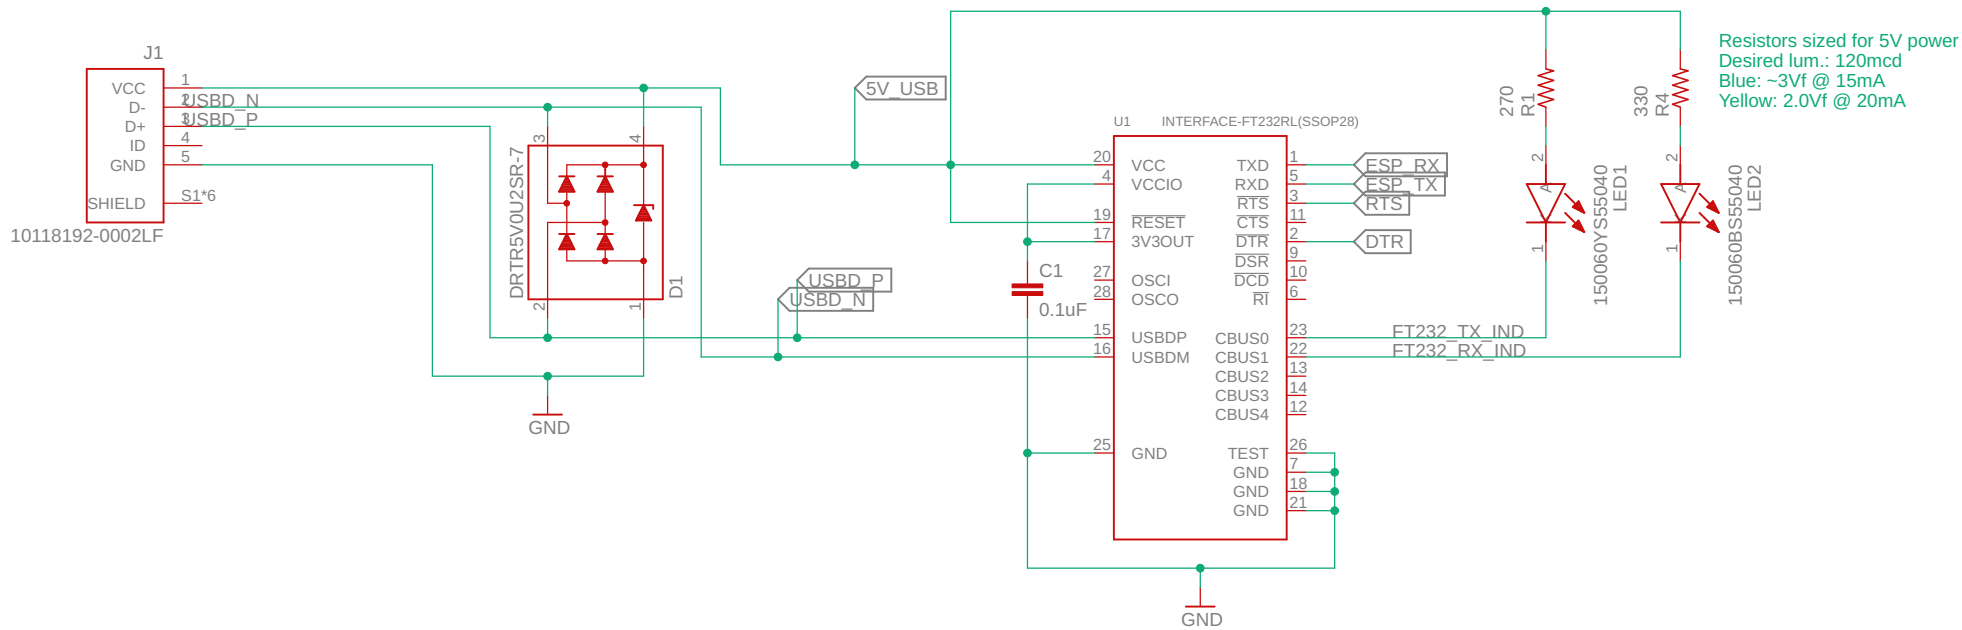 J1
VCC 1
D- 2 USBD_N
D+ 3 USBD_P
ID 4
GND 5
SHIELD S1*6
10118192-0002LF
3 4
DRTR5V0U2SR-7
D1
2 1
GND
5V_USB
USBD_P
USBD_N
C1
0.1uF
U1 INTERFACE-FT232RL(SSOP28)
20 VCC TXD 1 ESP_RX
4 VCCIO RXD 5 ESP_TX
RTS 3 RTS
19 RESET CTS 11
17 3V3OUT DTR 2 DTR
DSR 9
27 OSCI DCD 10
28 OSCO RI 6
15 USBDP CBUS0 23 FT232_TX_IND
16 USBDM CBUS1 22 FT232_RX_IND
CBUS2 13
CBUS3 14
CBUS4 12
25 GND TEST 26
GND 7
GND 18
GND 21
GND
270
R1
2
A
1
150060YS55040
LED1
330
R4
2
A
1
150060BS55040
LED2
Resistors sized for 5V power
Desired lum.: 120mcd
Blue: ~3Vf @ 15mA
Yellow: 2.0Vf @ 20mA